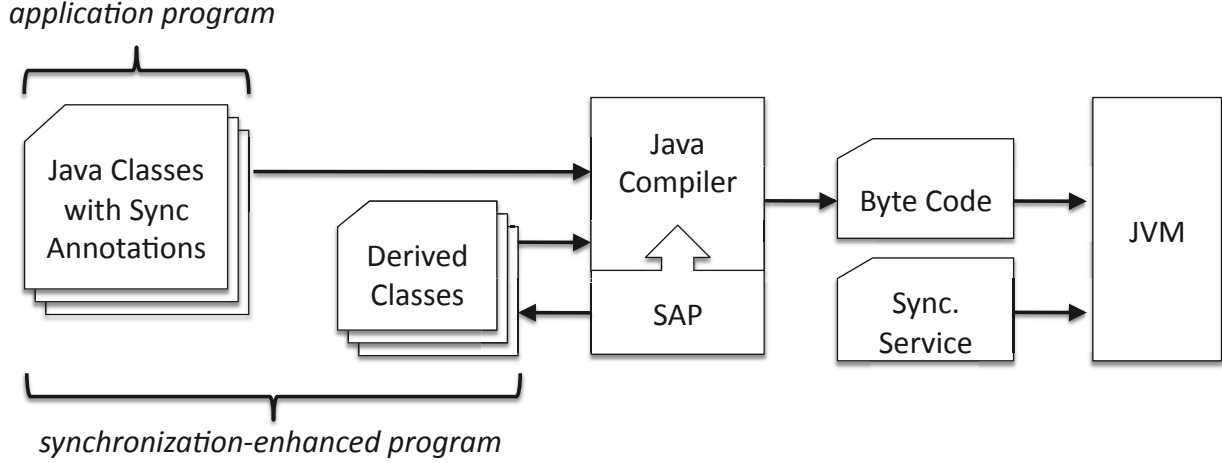 application program
Java Classes
with Sync
Annotations
Derived
Classes
Java
Compiler
SAP
Byte Code
Sync.
Service
JVM
synchronization-enhanced program